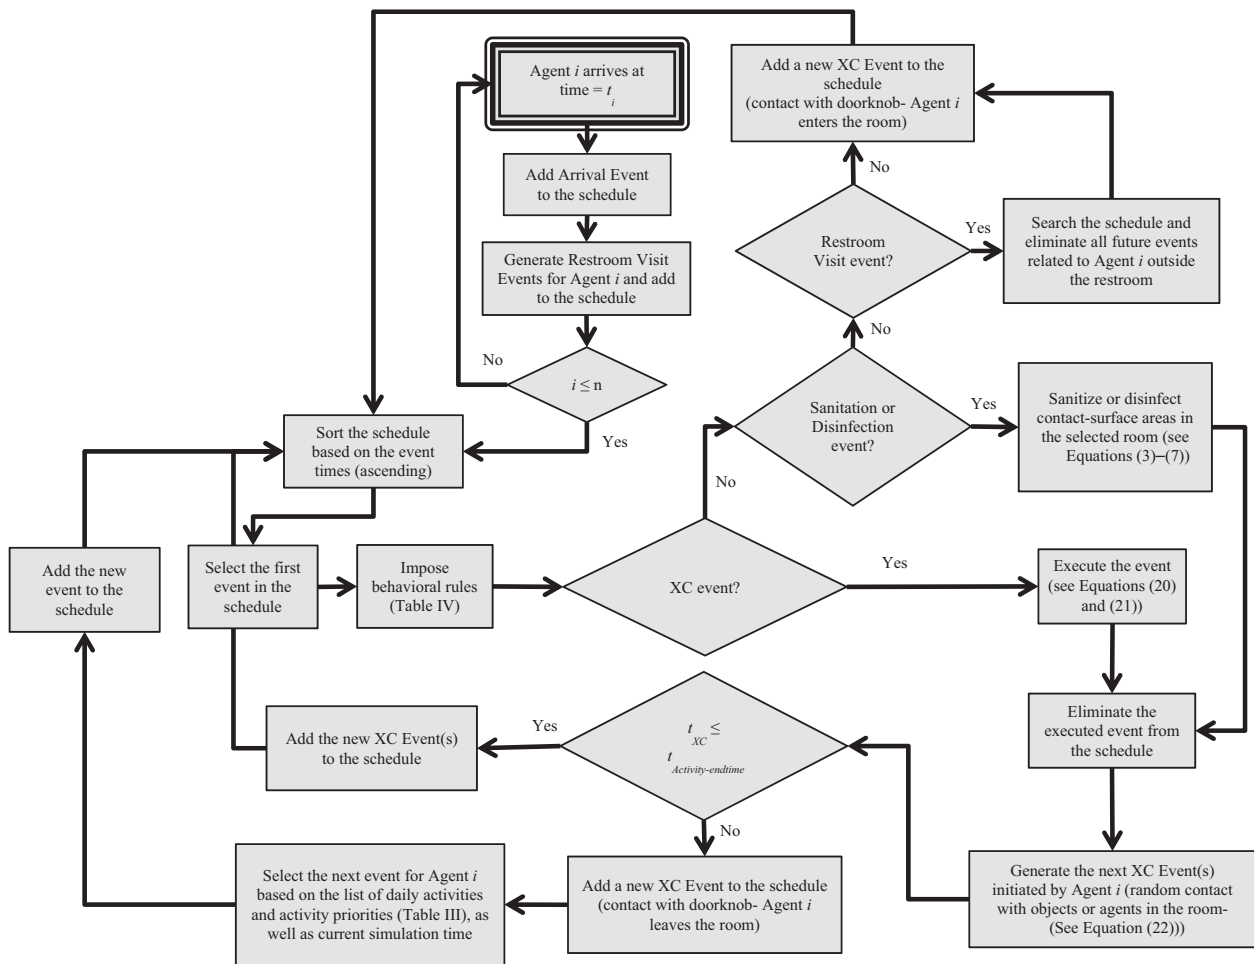 Agent i arrives at
time = t
i
Add Arrival Event
to the schedule
Generate Restroom Visit
Events for Agent i and add
to the schedule
No
i ≤ n
Yes
Sort the schedule
based on the event
times (ascending)
Add a new XC Event to the
schedule
(contact with doorknob- Agent i
enters the room)
No
Restroom
Visit event?
Yes
Search the schedule and
eliminate all future events
related to Agent i outside
the restroom
No
Sanitation or
Disinfection
event?
Yes
Sanitize or disinfect
contact-surface areas in
the selected room (see
Equations (3)–(7))
No
Add the new
event to the
schedule
Select the first
event in the
schedule
Impose
behavioral rules
(Table IV)
XC event?
Yes
Execute the event
(see Equations (20)
and (21))
Eliminate the
executed event from
the schedule
Add the new XC Event(s)
to the schedule
Yes
t XC ≤
t Activity-endtime
No
Select the next event for Agent i
based on the list of daily activities
and activity priorities (Table III), as
well as current simulation time
Add a new XC Event to the schedule
(contact with doorknob- Agent i
leaves the room)
Generate the next XC Event(s)
initiated by Agent i (random contact
with objects or agents in the room-
(See Equation (22)))